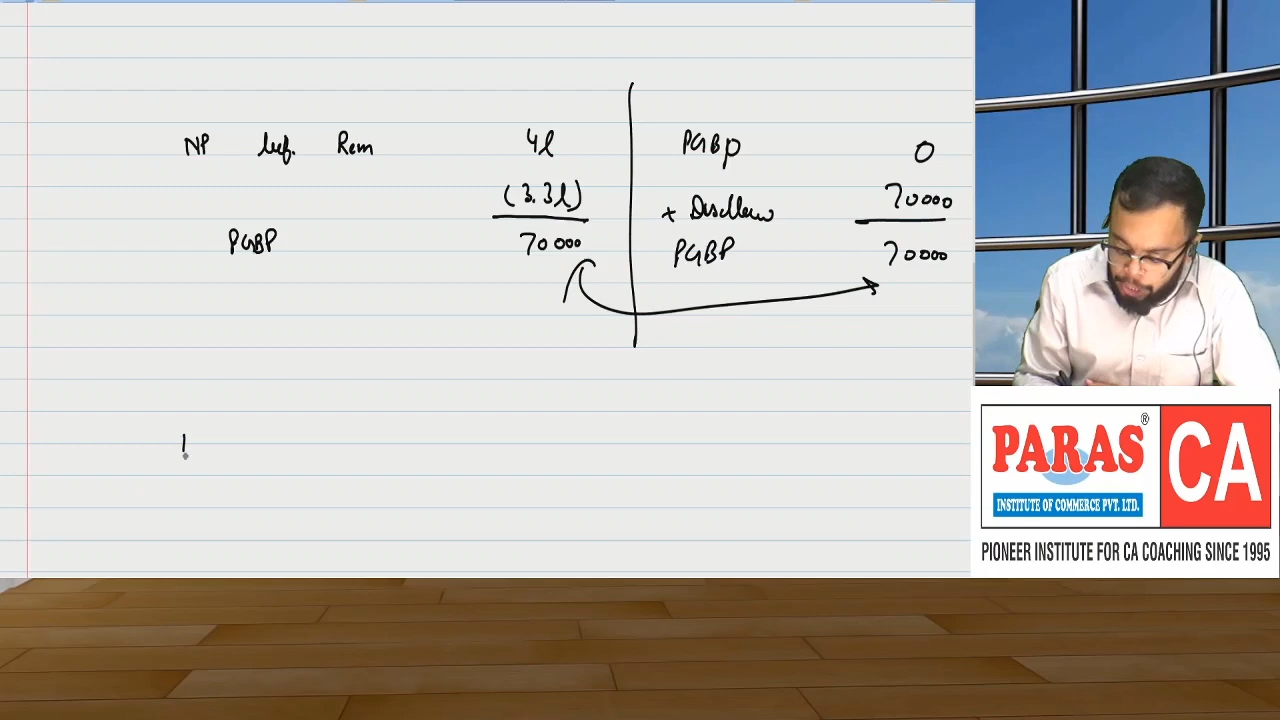 NP bef. Rem 4l
(3.3l)
PGBP 70000
PGBP 0
+ Disallow 70000
PGBP 70000
PARAS®
INSTITUTE OF COMMERCE PVT. LTD.
CA
PIONEER INSTITUTE FOR CA COACHING SINCE 1995